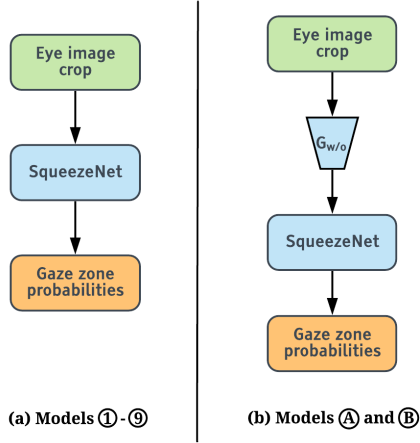 Eye image
crop
SqueezeNet
Gaze zone
probabilities
(a) Models ① - ⑨
Eye image
crop
Gw/o
SqueezeNet
Gaze zone
probabilities
(b) Models Ⓐ and Ⓑ